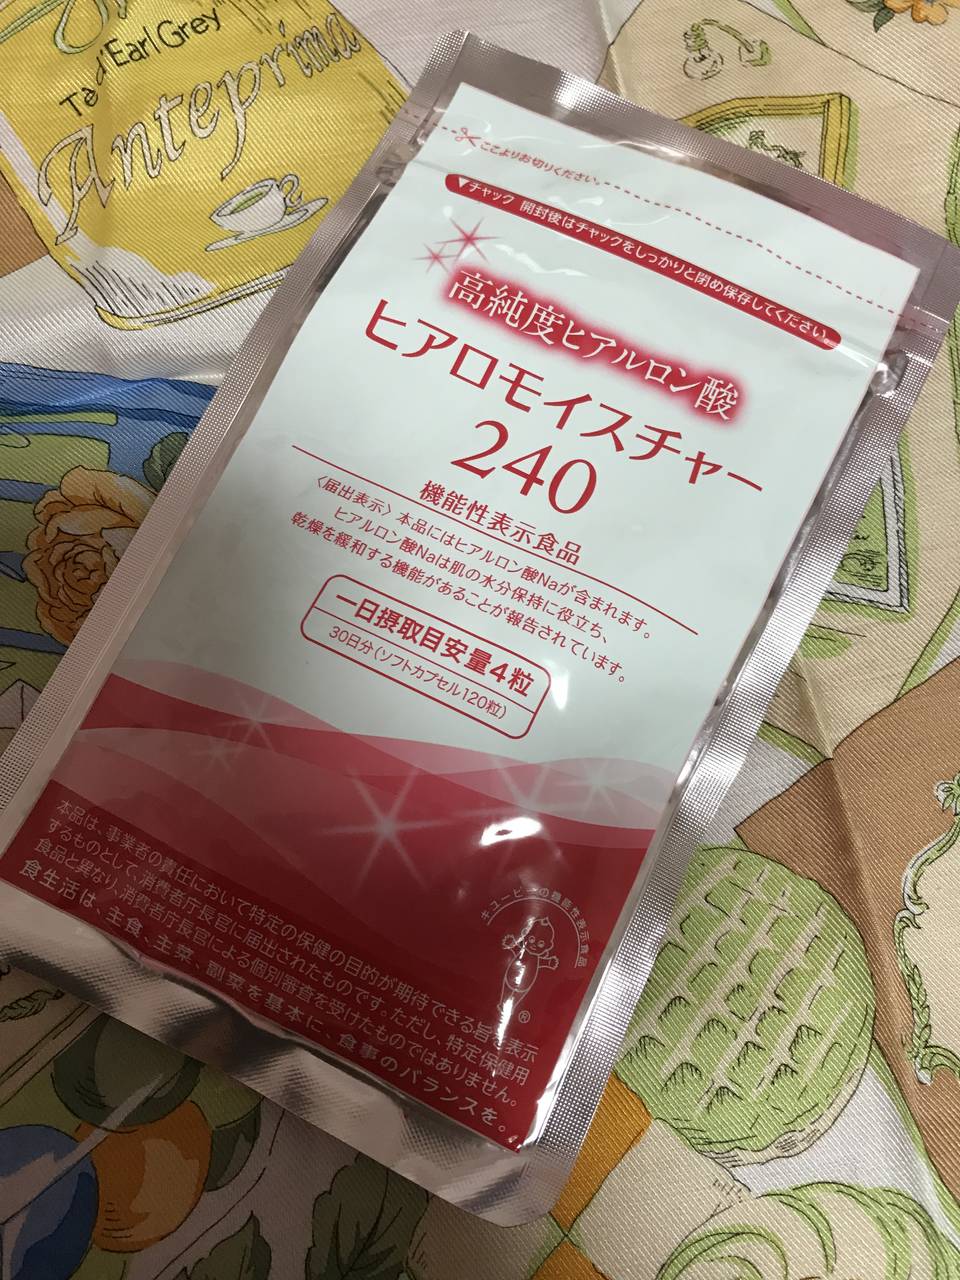 Tea "Earl Grey"
Anteprima
ここよりお切りください。
▼チャック 開封後はチャックをしっかりと閉め保存してください。
高純度ヒアルロン酸
ヒアロモイスチャー
240
機能性表示食品
〈届出表示〉本品にはヒアルロン酸Naが含まれます。
ヒアルロン酸Naは肌の水分保持に役立ち、
乾燥を緩和する機能があることが報告されています。
一日摂取目安量4粒
30日分(ソフトカプセル120粒)
キユーピーの機能性表示食品
®
本品は、事業者の責任において特定の保健の目的が期待できる旨を表示
するものとして、消費者庁長官に届出されたものです。ただし、特定保健用
食品と異なり、消費者庁長官による個別審査を受けたものではありません。
食生活は、主食、主菜、副菜を基本に、食事のバランスを。